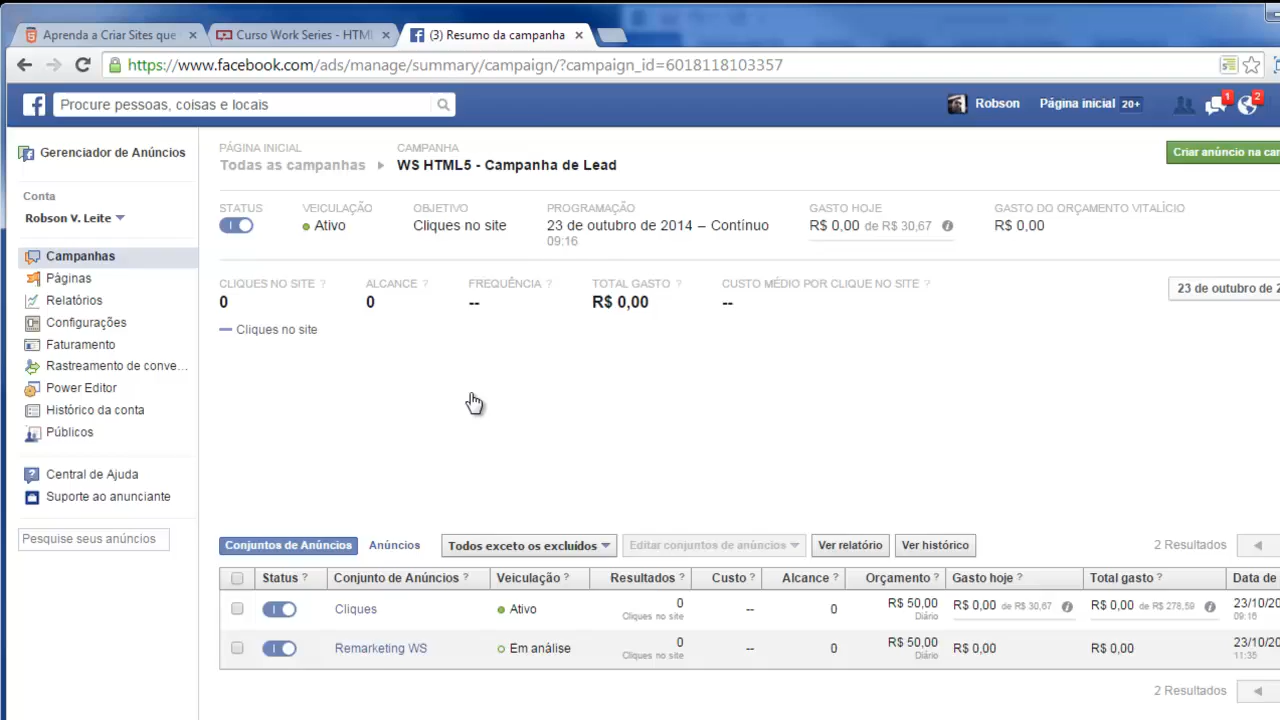 Aprenda a Criar Sites que
Curso Work Series - HTML
(3) Resumo da campanha
https://www.facebook.com/ads/manage/summary/campaign/?campaign_id=6018118103357
Procure pessoas, coisas e locais
Robson
Página inicial 20+
1
2
Gerenciador de Anúncios
Conta
Robson V. Leite
Campanhas
Páginas
Relatórios
Configurações
Faturamento
Rastreamento de conve...
Power Editor
Histórico da conta
Públicos
Central de Ajuda
Suporte ao anunciante
Pesquise seus anúncios
PÁGINA INICIAL CAMPANHA
Todas as campanhas WS HTML5 - Campanha de Lead
Criar anúncio na cam
STATUS VEICULAÇÃO OBJETIVO PROGRAMAÇÃO GASTO HOJE GASTO DO ORÇAMENTO VITALÍCIO
Ativo Cliques no site 23 de outubro de 2014 – Contínuo R$ 0,00 de R$ 30,67 R$ 0,00
09:16
CLIQUES NO SITE ? ALCANCE ? FREQUÊNCIA ? TOTAL GASTO ? CUSTO MÉDIO POR CLIQUE NO SITE ?
0 0 -- R$ 0,00 --
23 de outubro de 2
Cliques no site
Conjuntos de Anúncios Anúncios Todos exceto os excluídos Editar conjuntos de anúncios Ver relatório Ver histórico 2 Resultados
Status ? Conjunto de Anúncios ? Veiculação ? Resultados ? Custo ? Alcance ? Orçamento ? Gasto hoje ? Total gasto ? Data de
Cliques Ativo 0 -- 0 R$ 50,00 R$ 0,00 de R$ 30,67 R$ 0,00 de R$ 278,59 23/10/20
Cliques no site Diário 09:16
Remarketing WS Em análise 0 -- 0 R$ 50,00 R$ 0,00 R$ 0,00 23/10/20
Cliques no site Diário 11:35
2 Resultados